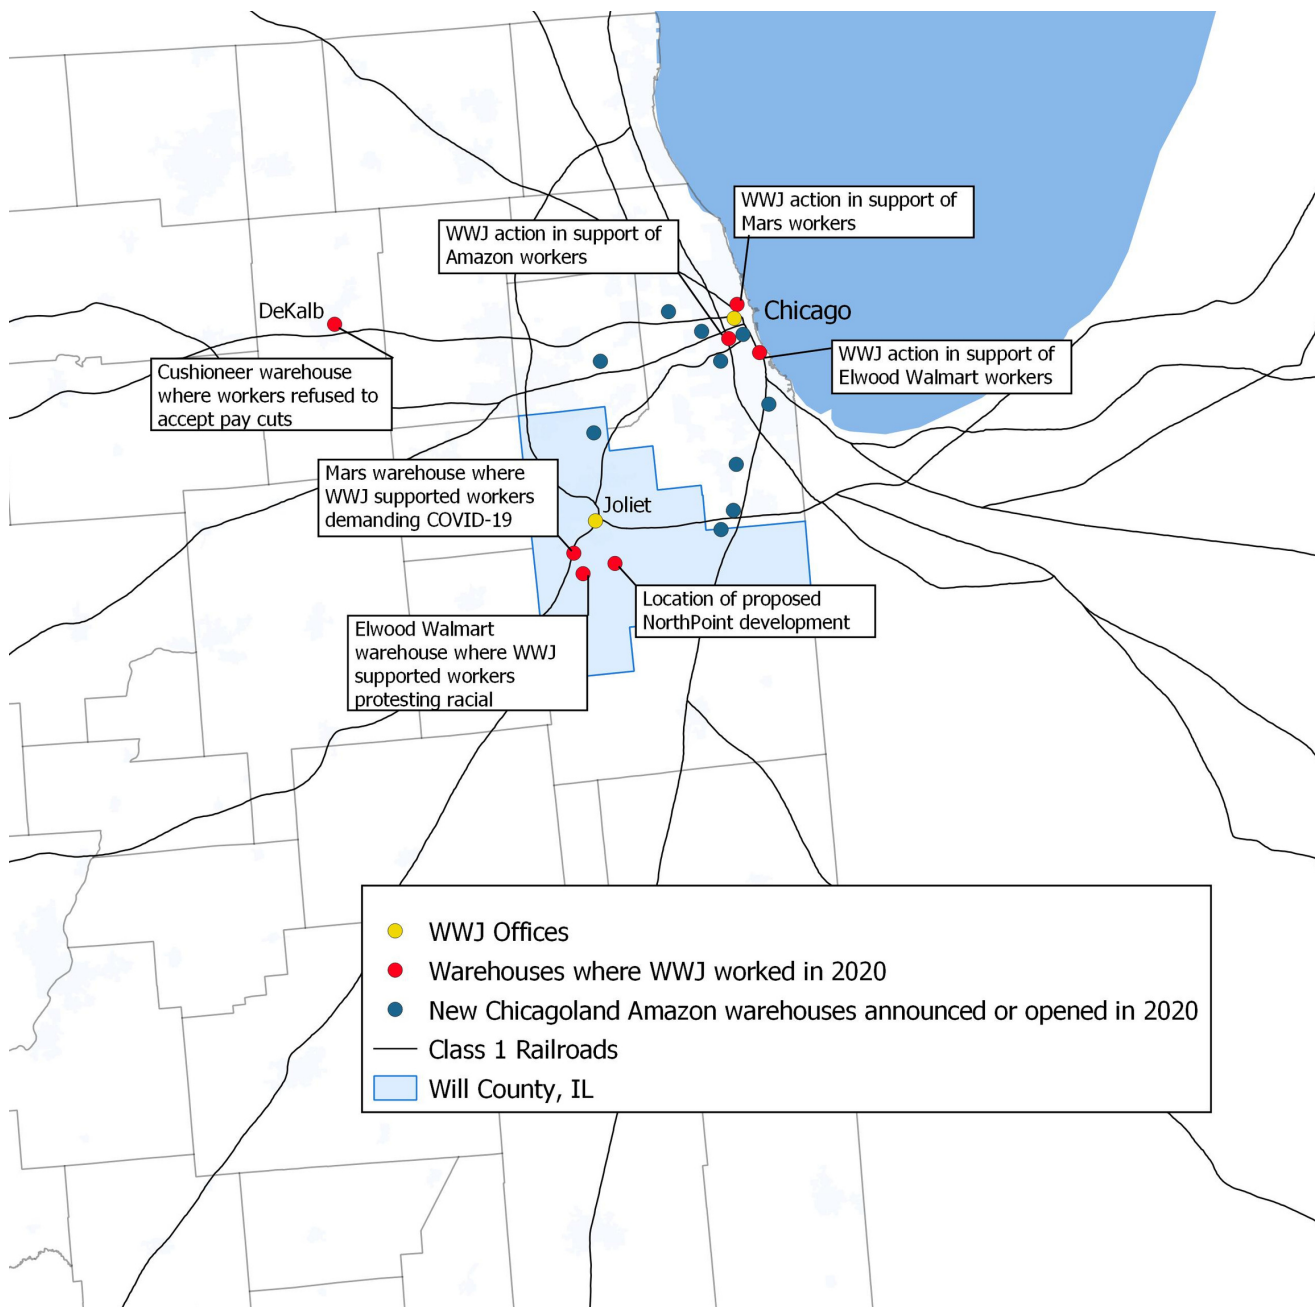 WWJ action in support of
Mars workers
WWJ action in support of
Amazon workers
DeKalb
Chicago
WWJ action in support of
Elwood Walmart workers
Cushioneer warehouse
where workers refused to
accept pay cuts
Mars warehouse where
WWJ supported workers
demanding COVID-19
Joliet
Location of proposed
NorthPoint development
Elwood Walmart
warehouse where WWJ
supported workers
protesting racial
WWJ Offices
Warehouses where WWJ worked in 2020
New Chicagoland Amazon warehouses announced or opened in 2020
Class 1 Railroads
Will County, IL